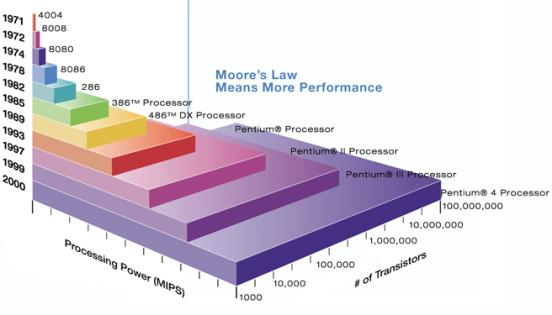 1971
4004
1972
8008
1974
8080
1978
8086
1982
286
1985
386™ Processor
1989
486™ DX Processor
1993
Pentium® Processor
1997
Pentium® II Processor
1999
Pentium® III Processor
2000
Pentium® 4 Processor
Moore's Law
Means More Performance
100,000,000
10,000,000
1,000,000
100,000
10,000
1000
# of Transistors
Processing Power (MIPS)